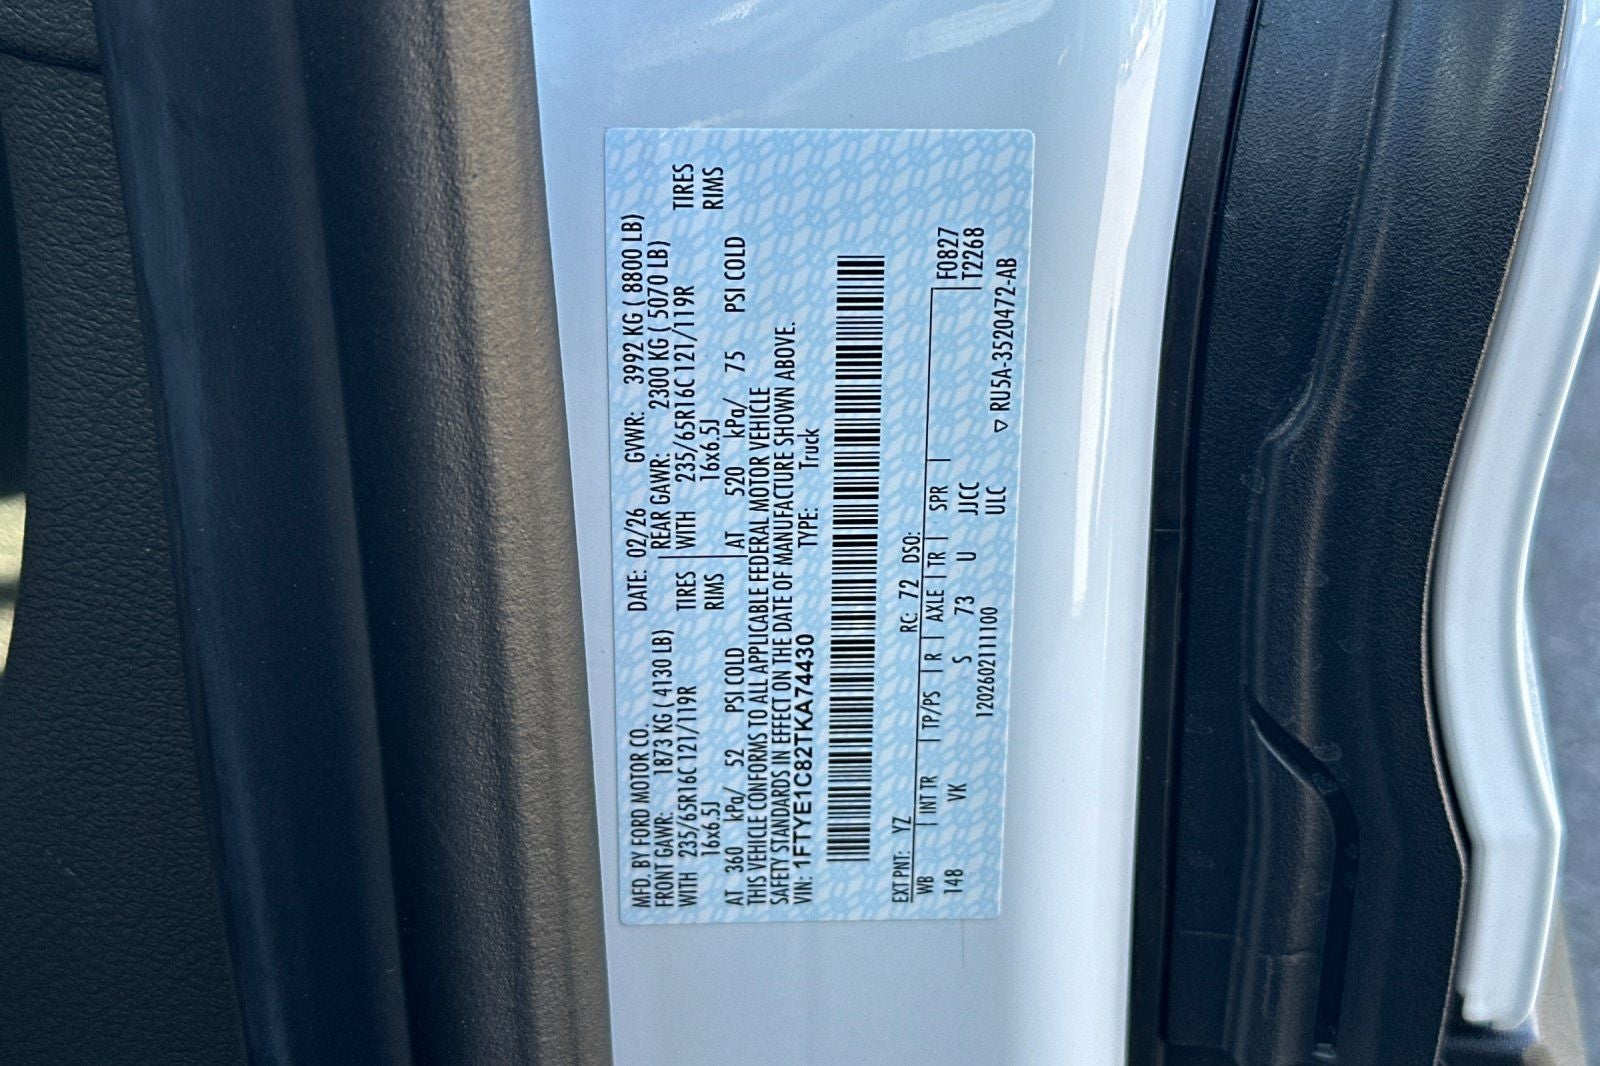 MFD. BY FORD MOTOR CO. DATE: 02/26 GVWR: 3992 KG ( 8800 LB)
FRONT GAWR: 1873 KG ( 4130 LB) REAR GAWR: 2300 KG ( 5070 LB)
WITH 235/65R16C 121/119R TIRES WITH 235/65R16C 121/119R TIRES
16x6.5J RIMS 16x6.5J RIMS
AT 360 kPa/ 52 PSI COLD AT 520 kPa/ 75 PSI COLD
THIS VEHICLE CONFORMS TO ALL APPLICABLE FEDERAL MOTOR VEHICLE
SAFETY STANDARDS IN EFFECT ON THE DATE OF MANUFACTURE SHOWN ABOVE.
VIN: 1FTYE1C82TKA74430 TYPE: Truck
EXT PNT: YZ RC: 72 DSO:
WB INT TR TP/PS R AXLE TR SPR F0827
148 VK S 73 U JJCC T2268
1202602111100 ULC ▽ RU5A-3520472-AB